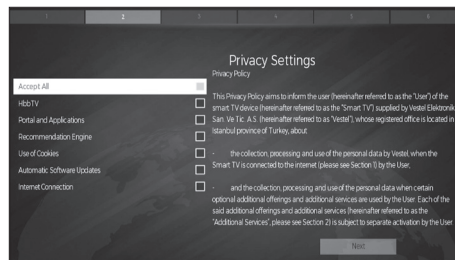 1 2 3 4 5 6
Privacy Settings
Privacy Policy
Accept All
HbbTV
Portal and Applications
Recommendation Engine
Use of Cookies
Automatic Software Updates
Internet Connection
This Privacy Policy aims to inform the user (hereinafter referred to as the "User") of the
smart TV device (hereinafter referred to as the "Smart TV") supplied by Vestel Elektronik
San. Ve Tic. A.S. (hereinafter referred to as "Vestel"), whose registered office is located in
Istanbul province of Turkey, about
- the collection, processing and use of the personal data by Vestel, when the
Smart TV is connected to the internet (please see Section 1) by the User,
- and the collection, processing and use of the personal data when certain
optional additional offerings and additional services are used by the User. Each of the
said additional offerings and additional services (hereinafter referred to as the
"Additional Services", please see Section 2) is subject to separate activation by the User
Next